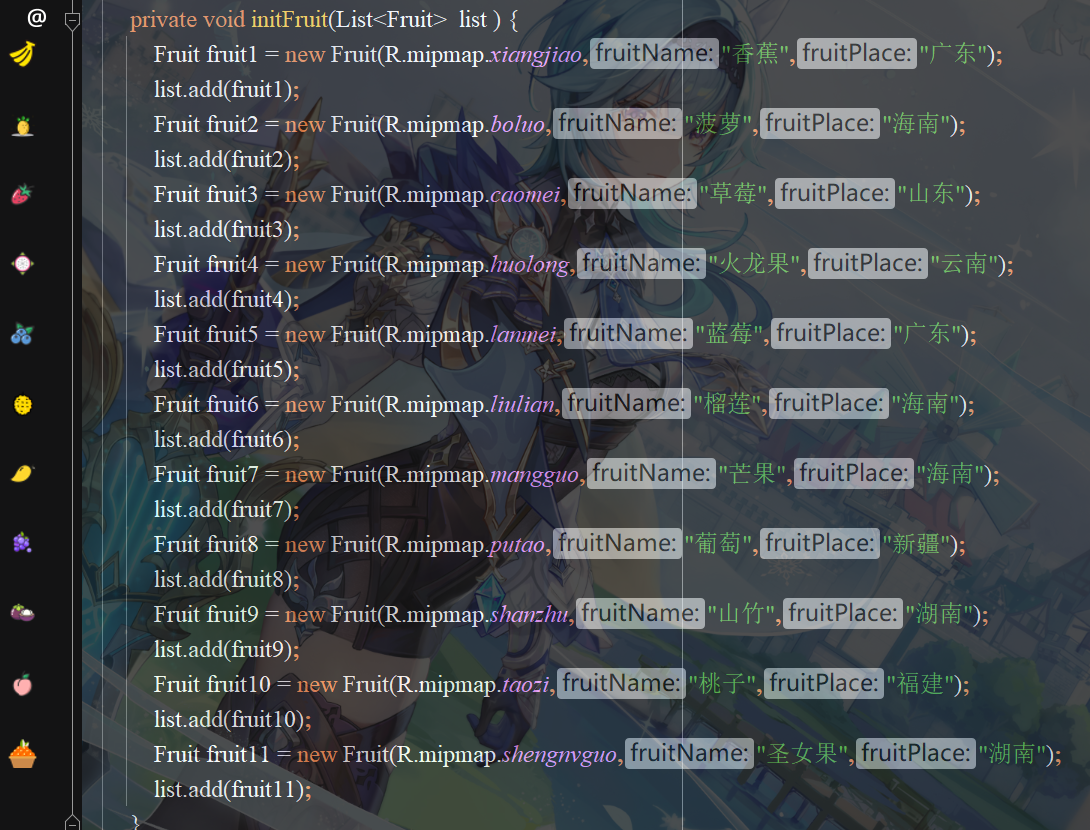 @
private void initFruit(List<Fruit> list ) {
Fruit fruit1 = new Fruit(R.mipmap.xiangjiao, fruitName: "香蕉", fruitPlace: "广东");
list.add(fruit1);
Fruit fruit2 = new Fruit(R.mipmap.boluo, fruitName: "菠萝", fruitPlace: "海南");
list.add(fruit2);
Fruit fruit3 = new Fruit(R.mipmap.caomei, fruitName: "草莓", fruitPlace: "山东");
list.add(fruit3);
Fruit fruit4 = new Fruit(R.mipmap.huolong, fruitName: "火龙果", fruitPlace: "云南");
list.add(fruit4);
Fruit fruit5 = new Fruit(R.mipmap.lanmei, fruitName: "蓝莓", fruitPlace: "广东");
list.add(fruit5);
Fruit fruit6 = new Fruit(R.mipmap.liulian, fruitName: "榴莲", fruitPlace: "海南");
list.add(fruit6);
Fruit fruit7 = new Fruit(R.mipmap.mangguo, fruitName: "芒果", fruitPlace: "海南");
list.add(fruit7);
Fruit fruit8 = new Fruit(R.mipmap.putao, fruitName: "葡萄", fruitPlace: "新疆");
list.add(fruit8);
Fruit fruit9 = new Fruit(R.mipmap.shanzhu, fruitName: "山竹", fruitPlace: "湖南");
list.add(fruit9);
Fruit fruit10 = new Fruit(R.mipmap.taozi, fruitName: "桃子", fruitPlace: "福建");
list.add(fruit10);
Fruit fruit11 = new Fruit(R.mipmap.shengnvguo, fruitName: "圣女果", fruitPlace: "湖南");
list.add(fruit11);
}